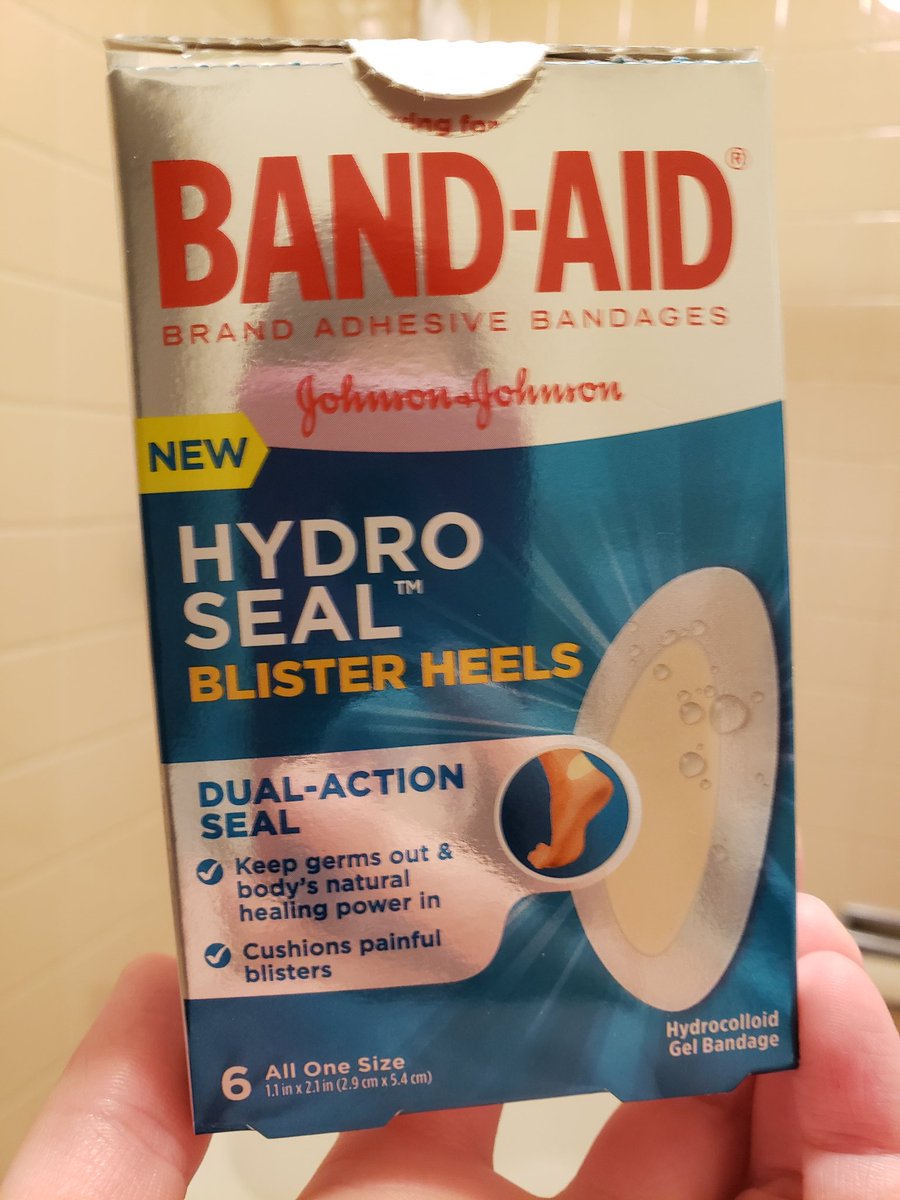 ring for
BAND-AID®
BRAND ADHESIVE BANDAGES
Johnson & Johnson
NEW
HYDRO
SEAL™
BLISTER HEELS
DUAL-ACTION
SEAL
Keep germs out &
body's natural
healing power in
Cushions painful
blisters
Hydrocolloid
Gel Bandage
6 All One Size
1.1 in x 2.1 in (2.9 cm x 5.4 cm)